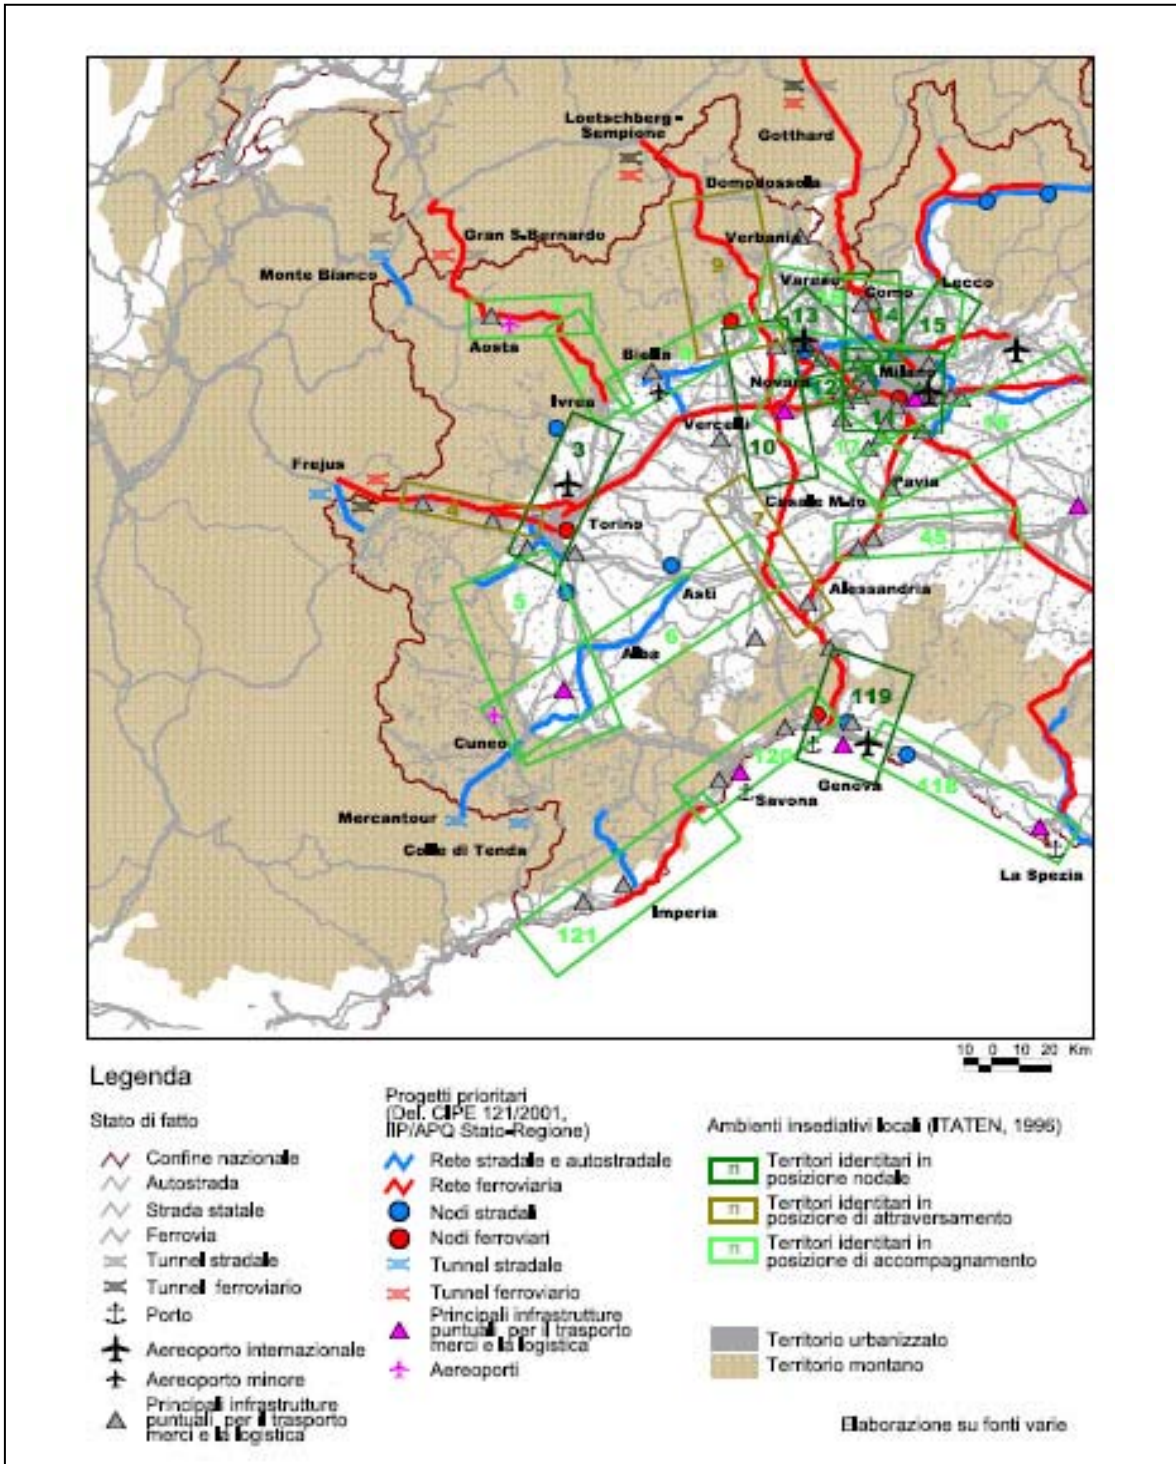 Loetschberg-
Sempione
Gotthard
Domodossola
Gran S-Bernardo
Verbania
Monte Bianco
9
Varese
Como
Lecco
13
14
15
Aosta
Biella
Milano
Novara
12
Ivrea
Vercelli
3
10
11
16
17
Frejus
Pavia
Casale M-to
4
7
Torino
45
5
Asti
Alessandria
6
Alba
119
Cuneo
120
Genova
118
Savona
Mercantour
Colle di Tenda
La Spezia
Imperia
121
10 0 10 20 Km
Legenda
Stato di fatto
Confine nazionale
Autostrada
Strada statale
Ferrovia
Tunnel stradale
Tunnel ferroviario
Porto
Aereoporto internazionale
Aereoporto minore
Principali infrastrutture
puntuali per il trasporto
merci e la logistica
Progetti prioritari
(Del. CIPE 121/2001,
IIP/APQ Stato-Regione)
Rete stradale e autostradale
Rete ferroviaria
Nodi stradali
Nodi ferroviari
Tunnel stradale
Tunnel ferroviario
Principali infrastrutture
puntuali per il trasporto
merci e la logistica
Aereoporti
Ambienti insediativi locali (ITATEN, 1996)
n Territori identitari in
posizione nodale
n Territori identitari in
posizione di attraversamento
n Territori identitari in
posizione di accompagnamento
Territorio urbanizzato
Territorio montano
Elaborazione su fonti varie